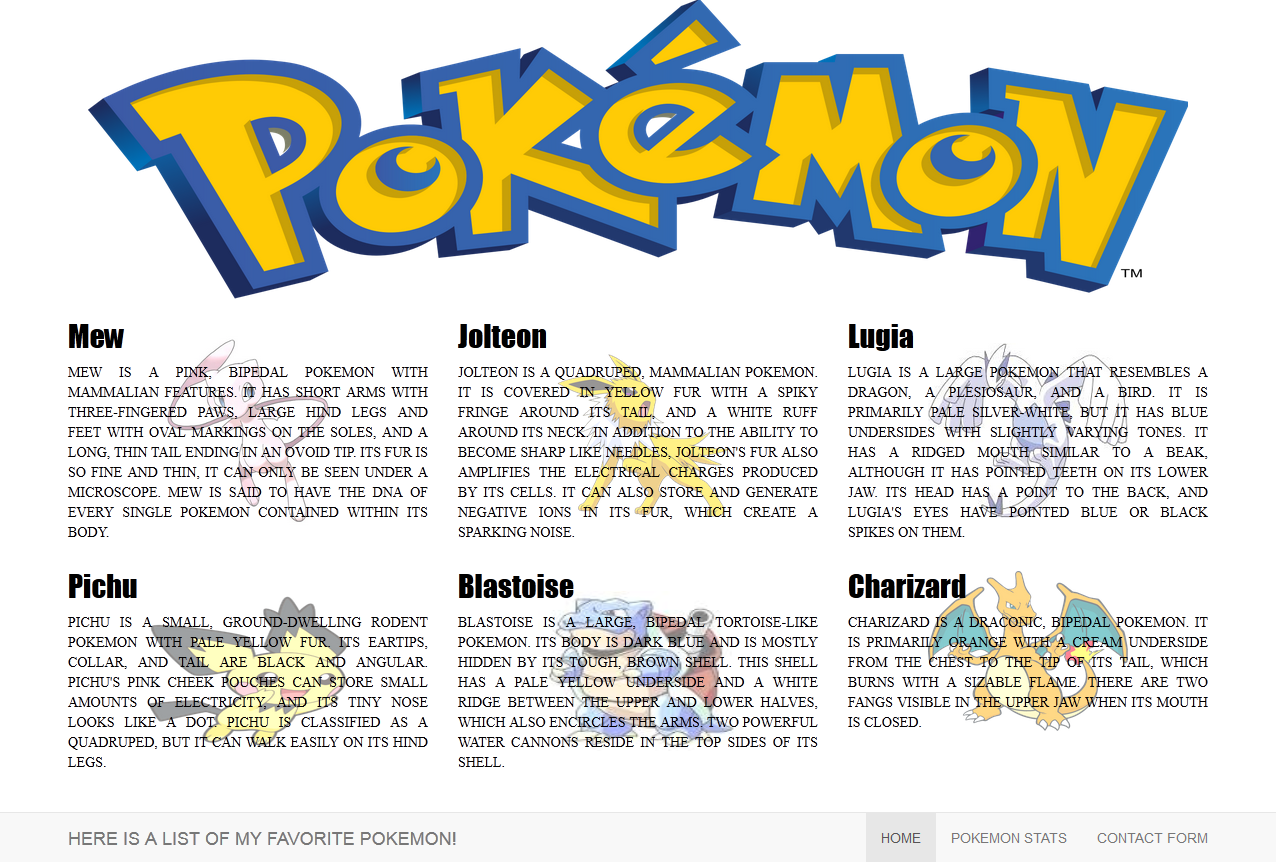 Pokémon
TM
Mew
MEW IS A PINK, BIPEDAL POKEMON WITH
MAMMALIAN FEATURES. IT HAS SHORT ARMS WITH
THREE-FINGERED PAWS, LARGE HIND LEGS AND
FEET WITH OVAL MARKINGS ON THE SOLES, AND A
LONG, THIN TAIL ENDING IN AN OVOID TIP. ITS FUR IS
SO FINE AND THIN, IT CAN ONLY BE SEEN UNDER A
MICROSCOPE. MEW IS SAID TO HAVE THE DNA OF
EVERY SINGLE POKEMON CONTAINED WITHIN ITS
BODY.
Jolteon
JOLTEON IS A QUADRUPED, MAMMALIAN POKEMON.
IT IS COVERED IN YELLOW FUR WITH A SPIKY
FRINGE AROUND ITS TAIL, AND A WHITE RUFF
AROUND ITS NECK. IN ADDITION TO THE ABILITY TO
BECOME SHARP LIKE NEEDLES, JOLTEON'S FUR ALSO
AMPLIFIES THE ELECTRICAL CHARGES PRODUCED
BY ITS CELLS. IT CAN ALSO STORE AND GENERATE
NEGATIVE IONS IN ITS FUR, WHICH CREATE A
SPARKING NOISE.
Lugia
LUGIA IS A LARGE POKEMON THAT RESEMBLES A
DRAGON, A PLESIOSAUR, AND A BIRD. IT IS
PRIMARILY PALE SILVER-WHITE, BUT IT HAS BLUE
UNDERSIDES WITH SLIGHTLY VARYING TONES. IT
HAS A RIDGED MOUTH SIMILAR TO A BEAK,
ALTHOUGH IT HAS POINTED TEETH ON ITS LOWER
JAW. ITS HEAD HAS A POINT TO THE BACK, AND
LUGIA'S EYES HAVE POINTED BLUE OR BLACK
SPIKES ON THEM.
Pichu
PICHU IS A SMALL, GROUND-DWELLING RODENT
POKEMON WITH PALE YELLOW FUR. ITS EARTIPS,
COLLAR, AND TAIL ARE BLACK AND ANGULAR.
PICHU'S PINK CHEEK POUCHES CAN STORE SMALL
AMOUNTS OF ELECTRICITY, AND ITS TINY NOSE
LOOKS LIKE A DOT. PICHU IS CLASSIFIED AS A
QUADRUPED, BUT IT CAN WALK EASILY ON ITS HIND
LEGS.
Blastoise
BLASTOISE IS A LARGE, BIPEDAL TORTOISE-LIKE
POKEMON. ITS BODY IS DARK BLUE AND IS MOSTLY
HIDDEN BY ITS TOUGH, BROWN SHELL. THIS SHELL
HAS A PALE YELLOW UNDERSIDE AND A WHITE
RIDGE BETWEEN THE UPPER AND LOWER HALVES,
WHICH ALSO ENCIRCLES THE ARMS. TWO POWERFUL
WATER CANNONS RESIDE IN THE TOP SIDES OF ITS
SHELL.
Charizard
CHARIZARD IS A DRACONIC, BIPEDAL POKEMON. IT
IS PRIMARILY ORANGE WITH A CREAM UNDERSIDE
FROM THE CHEST TO THE TIP OF ITS TAIL, WHICH
BURNS WITH A SIZABLE FLAME. THERE ARE TWO
FANGS VISIBLE IN THE UPPER JAW WHEN ITS MOUTH
IS CLOSED.
HERE IS A LIST OF MY FAVORITE POKEMON!
HOME
POKEMON STATS
CONTACT FORM